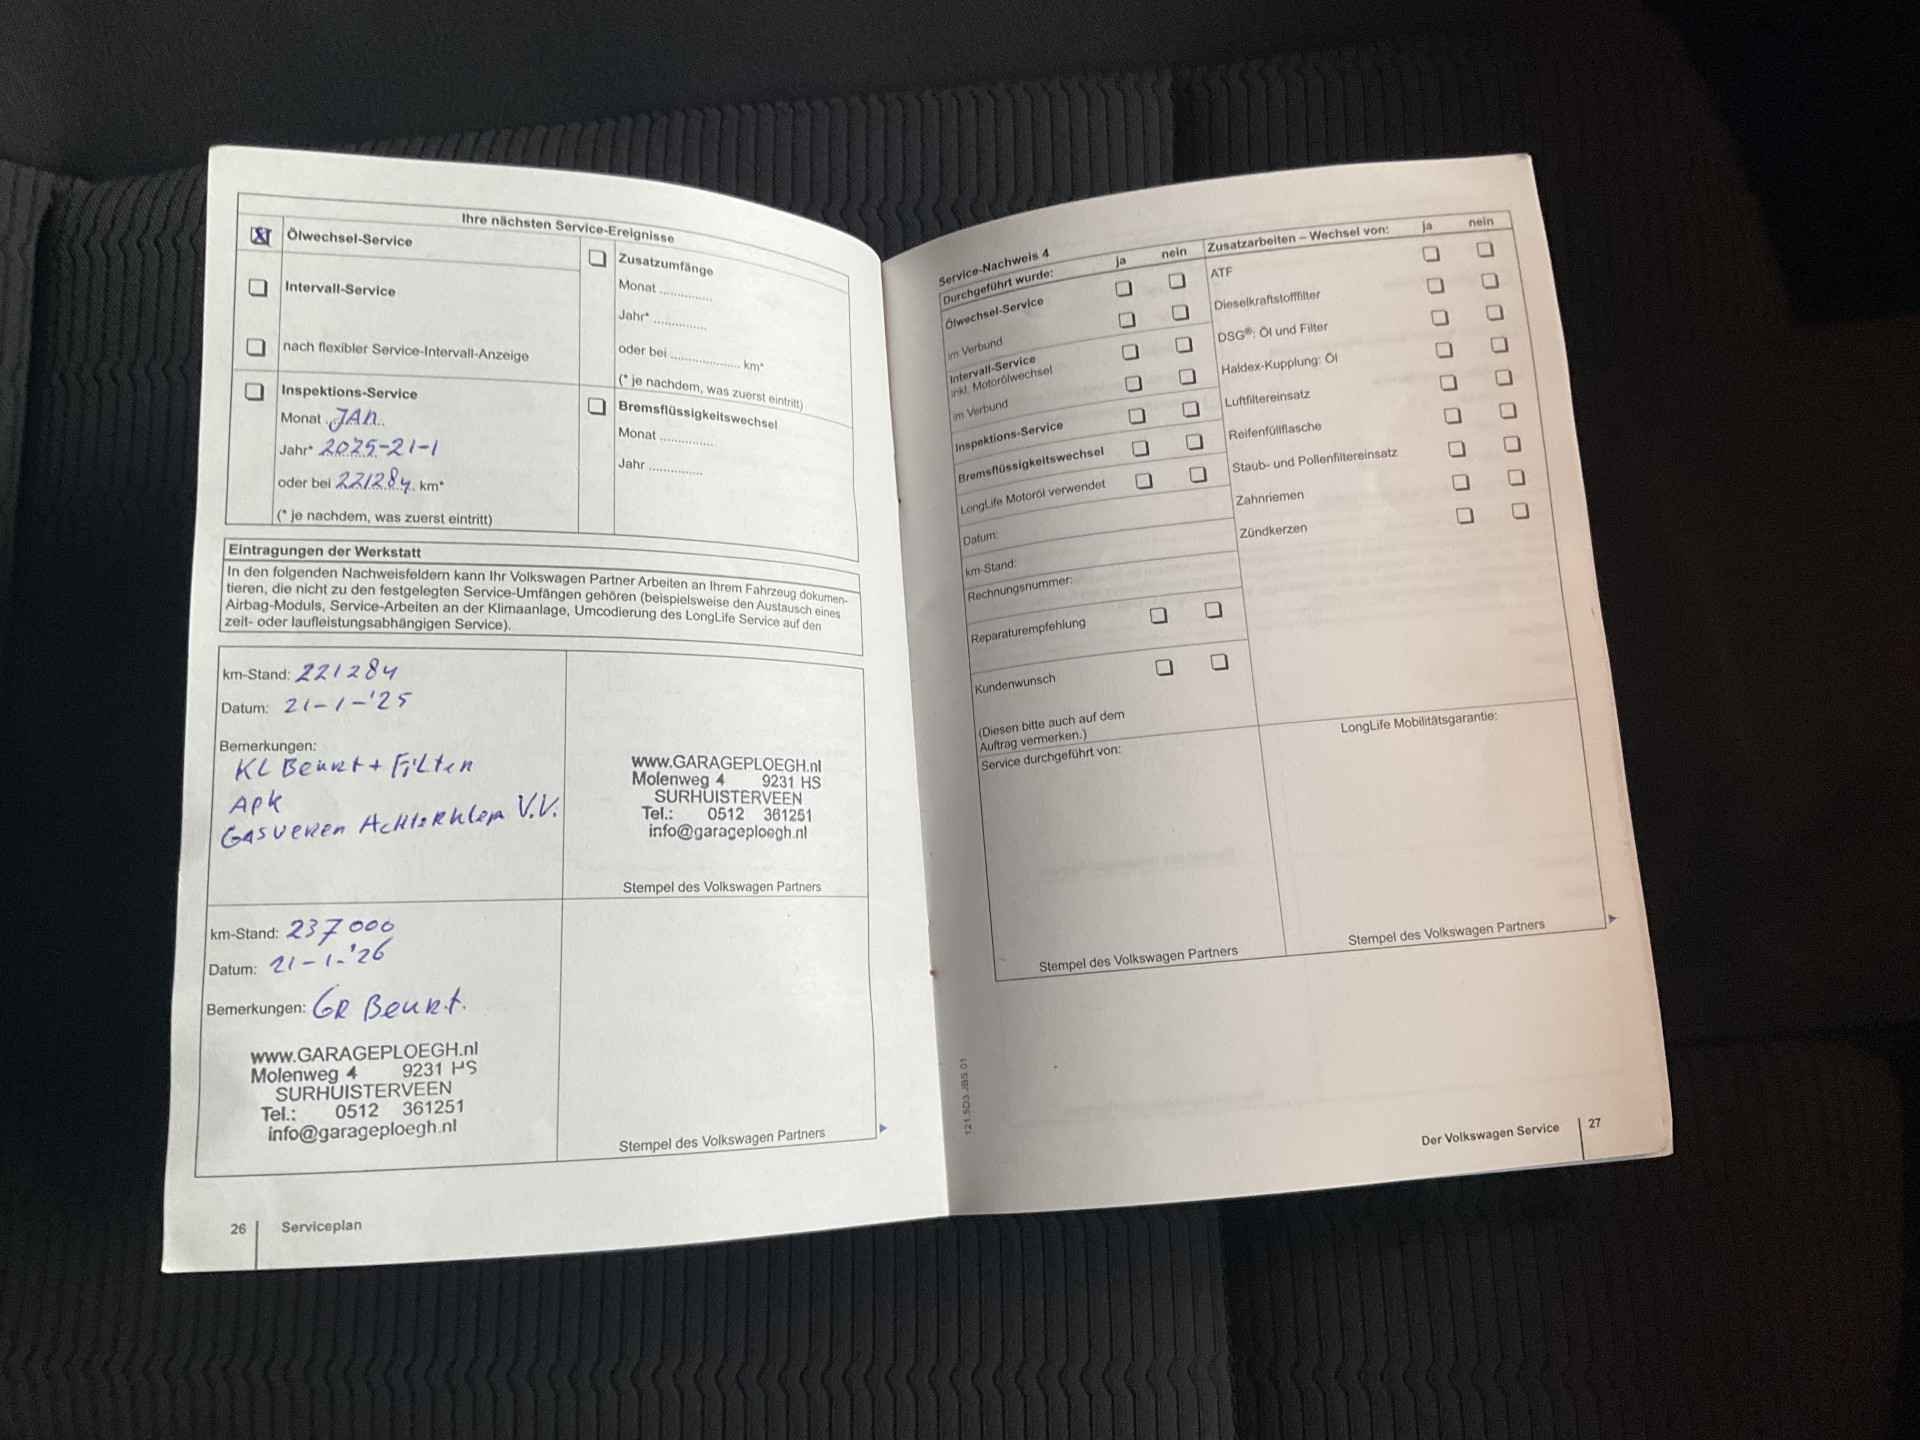 Ihre nächsten Service-Ereignisse
Ölwechsel-Service
Intervall-Service
nach flexibler Service-Intervall-Anzeige
Inspektions-Service
Monat JAN.
Jahr* 2025-21-1
oder bei 221284 km*
(* je nachdem, was zuerst eintritt)
Zusatzumfänge
Monat ..............
Jahr* ..............
oder bei .................. km*
(* je nachdem, was zuerst eintritt)
Bremsflüssigkeitswechsel
Monat ..............
Jahr ..............
Eintragungen der Werkstatt
In den folgenden Nachweisfeldern kann Ihr Volkswagen Partner Arbeiten an Ihrem Fahrzeug dokumen-
tieren, die nicht zu den festgelegten Service-Umfängen gehören (beispielsweise den Austausch eines
Airbag-Moduls, Service-Arbeiten an der Klimaanlage, Umcodierung des LongLife Service auf den
zeit- oder laufleistungsabhängigen Service).
km-Stand: 221284
Datum: 21-1-'25
Bemerkungen:
KL Beurt + Filten
APK
GASVEREN ACHTERKLEP V.V.
www.GARAGEPLOEGH.nl
Molenweg 4 9231 HS
SURHUISTERVEEN
Tel.: 0512 361251
info@garageploegh.nl
Stempel des Volkswagen Partners
km-Stand: 237000
Datum: 21-1-'26
Bemerkungen: GR Beurt.
www.GARAGEPLOEGH.nl
Molenweg 4 9231 HS
SURHUISTERVEEN
Tel.: 0512 361251
info@garageploegh.nl
Stempel des Volkswagen Partners
26 Serviceplan
Service-Nachweis 4
Durchgeführt wurde: ja nein
Ölwechsel-Service
im Verbund
Intervall-Service
inkl. Motorölwechsel
im Verbund
Inspektions-Service
Bremsflüssigkeitswechsel
LongLife Motoröl verwendet
Datum:
km-Stand:
Rechnungsnummer:
Reparaturempfehlung
Kundenwunsch
(Diesen bitte auch auf dem
Auftrag vermerken.)
Service durchgeführt von:
Stempel des Volkswagen Partners
Zusatzarbeiten – Wechsel von: ja nein
ATF
Dieselkraftstofffilter
DSG®: Öl und Filter
Haldex-Kupplung: Öl
Luftfiltereinsatz
Reifenfüllflasche
Staub- und Pollenfiltereinsatz
Zahnriemen
Zündkerzen
LongLife Mobilitätsgarantie:
Stempel des Volkswagen Partners
121.5D3.JBS.01
Der Volkswagen Service 27